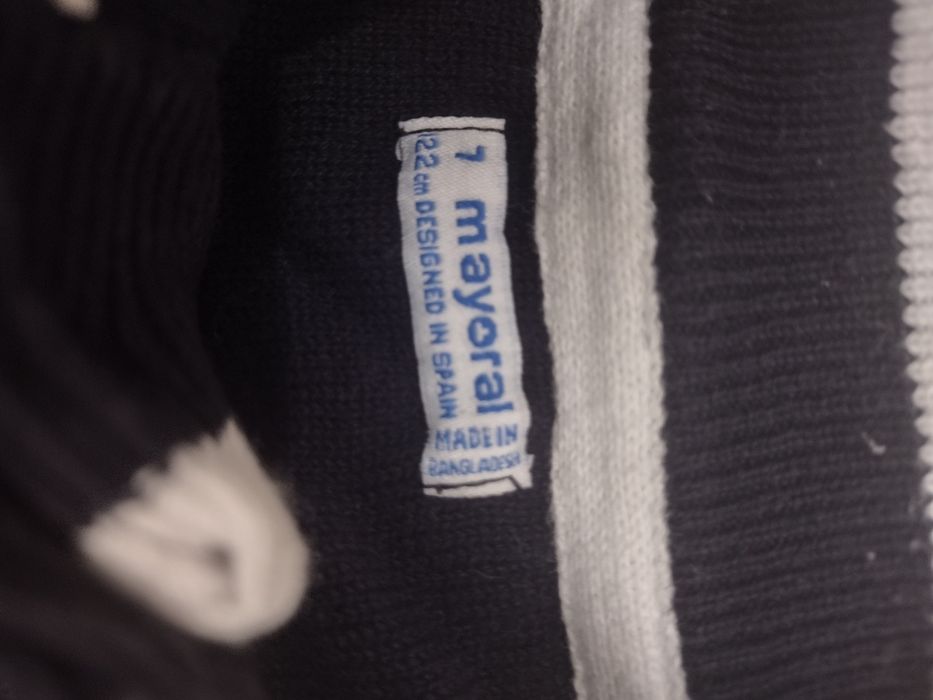 7 mayoral
122 cm DESIGNED IN SPAIN
MADE IN
BANGLADESH